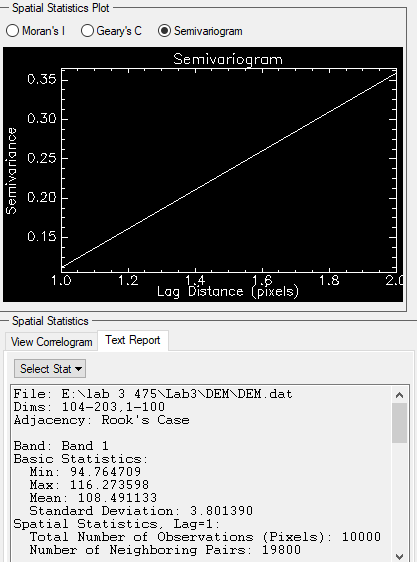 Spatial Statistics Plot
Moran's I Geary's C Semivariogram
Semivariogram
0.35
0.30
0.25
0.20
0.15
Semivariance
1.0 1.2 1.4 1.6 1.8 2.0
Lag Distance (pixels)
Spatial Statistics
View Correlogram Text Report
Select Stat
File: E:\lab 3 475\Lab3\DEM\DEM.dat
Dims: 104-203,1-100
Adjacency: Rook's Case
Band: Band 1
Basic Statistics:
Min: 94.764709
Max: 116.273598
Mean: 108.491133
Standard Deviation: 3.801390
Spatial Statistics, Lag=1:
Total Number of Observations (Pixels): 10000
Number of Neighboring Pairs: 19800